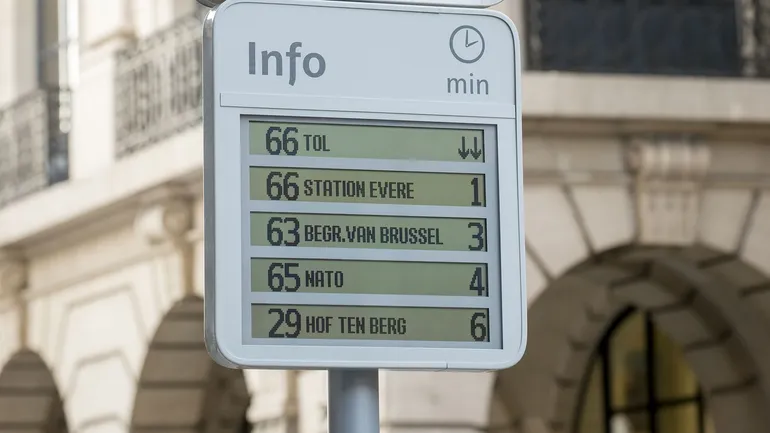 Info
min
66 TOL ↓↓
66 STATION EVERE 1
63 BEGR.VAN BRUSSEL 3
65 NATO 4
29 HOF TEN BERG 6